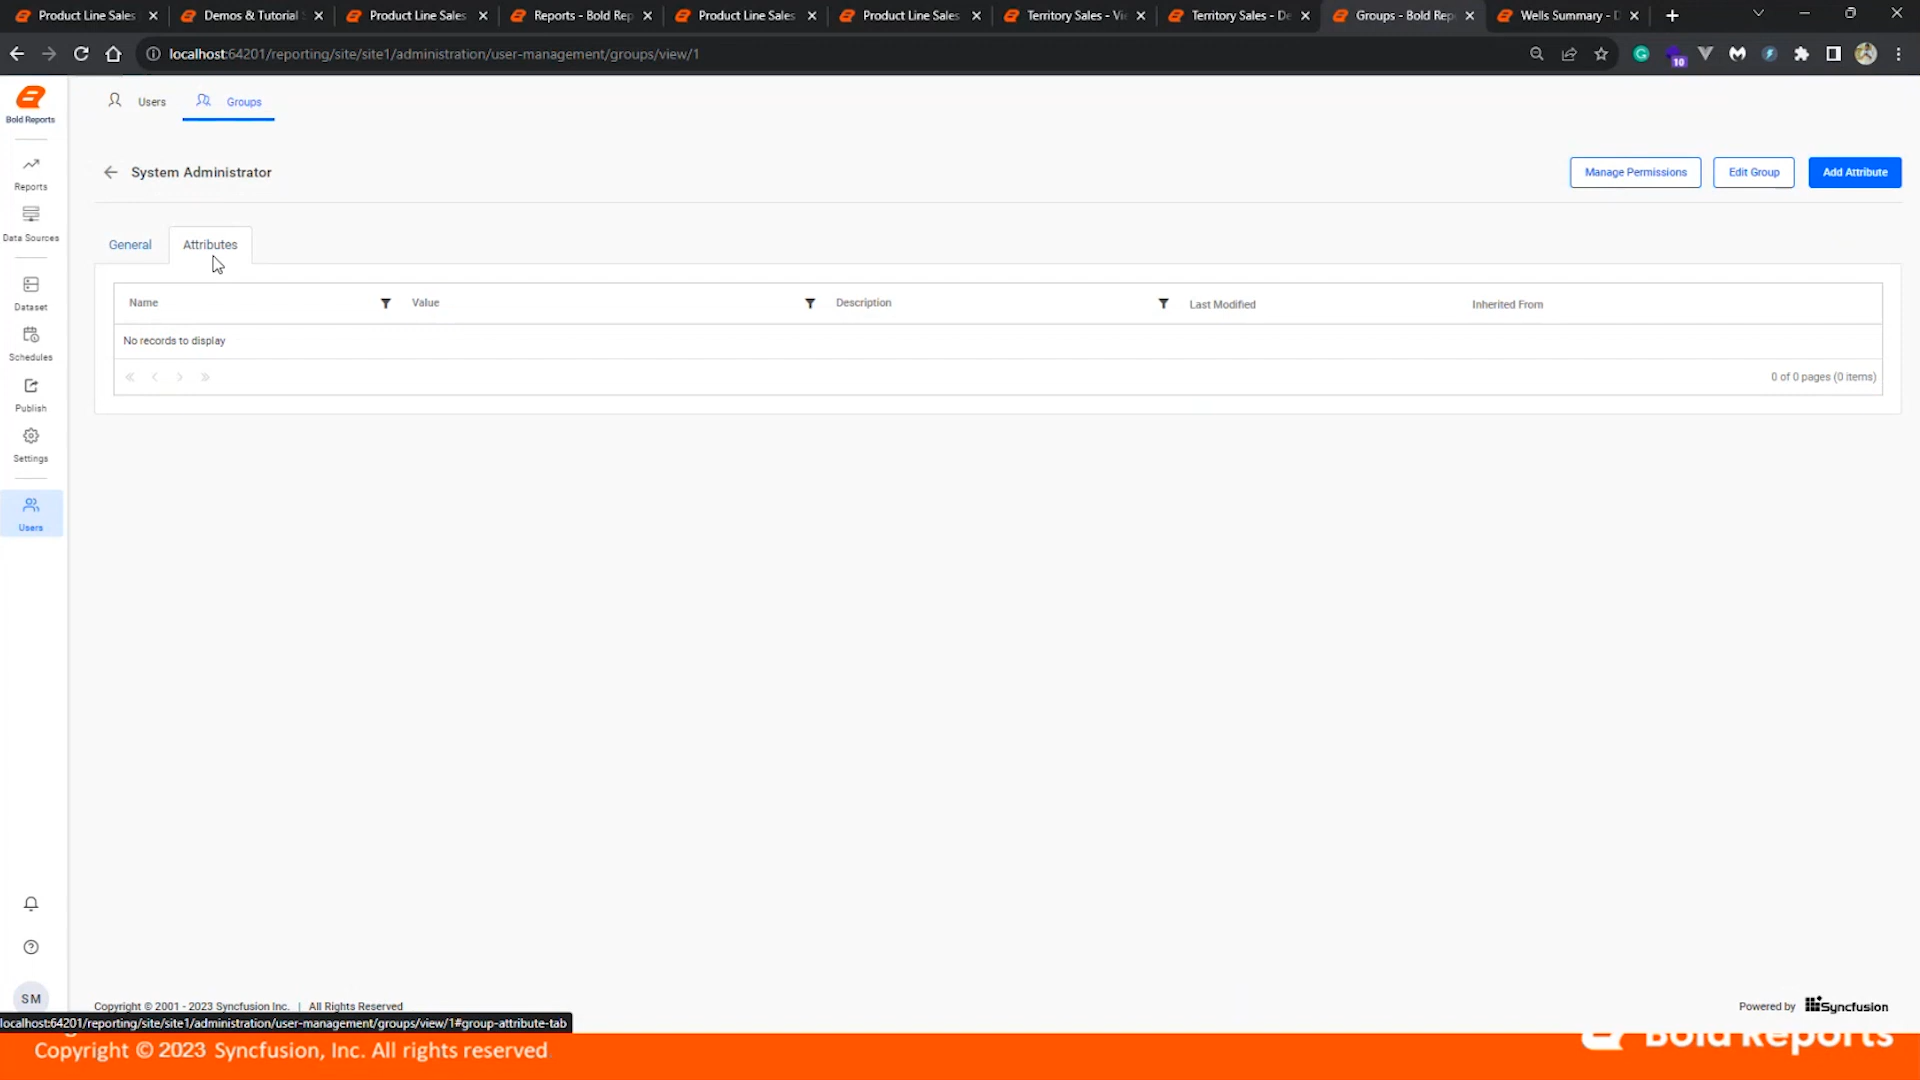 Product Line Sales
Demos & Tutorial
Product Line Sales
Reports - Bold Rep
Product Line Sales
Product Line Sales
Territory Sales - Vi
Territory Sales - De
Groups - Bold Rep
Wells Summary - D
localhost:64201/reporting/site/site1/administration/user-management/groups/view/1
10
Bold Reports
Reports
Data Sources
Dataset
Schedules
Publish
Settings
Users
SM
Users
Groups
System Administrator
Manage Permissions
Edit Group
Add Attribute
General
Attributes
Name
Value
Description
Last Modified
Inherited From
No records to display
0 of 0 pages (0 items)
Copyright © 2001 - 2023 Syncfusion Inc. | All Rights Reserved
Powered by Syncfusion
localhost:64201/reporting/site/site1/administration/user-management/groups/view/1#group-attribute-tab
Copyright © 2023 Syncfusion, Inc. All rights reserved
Bold Reports